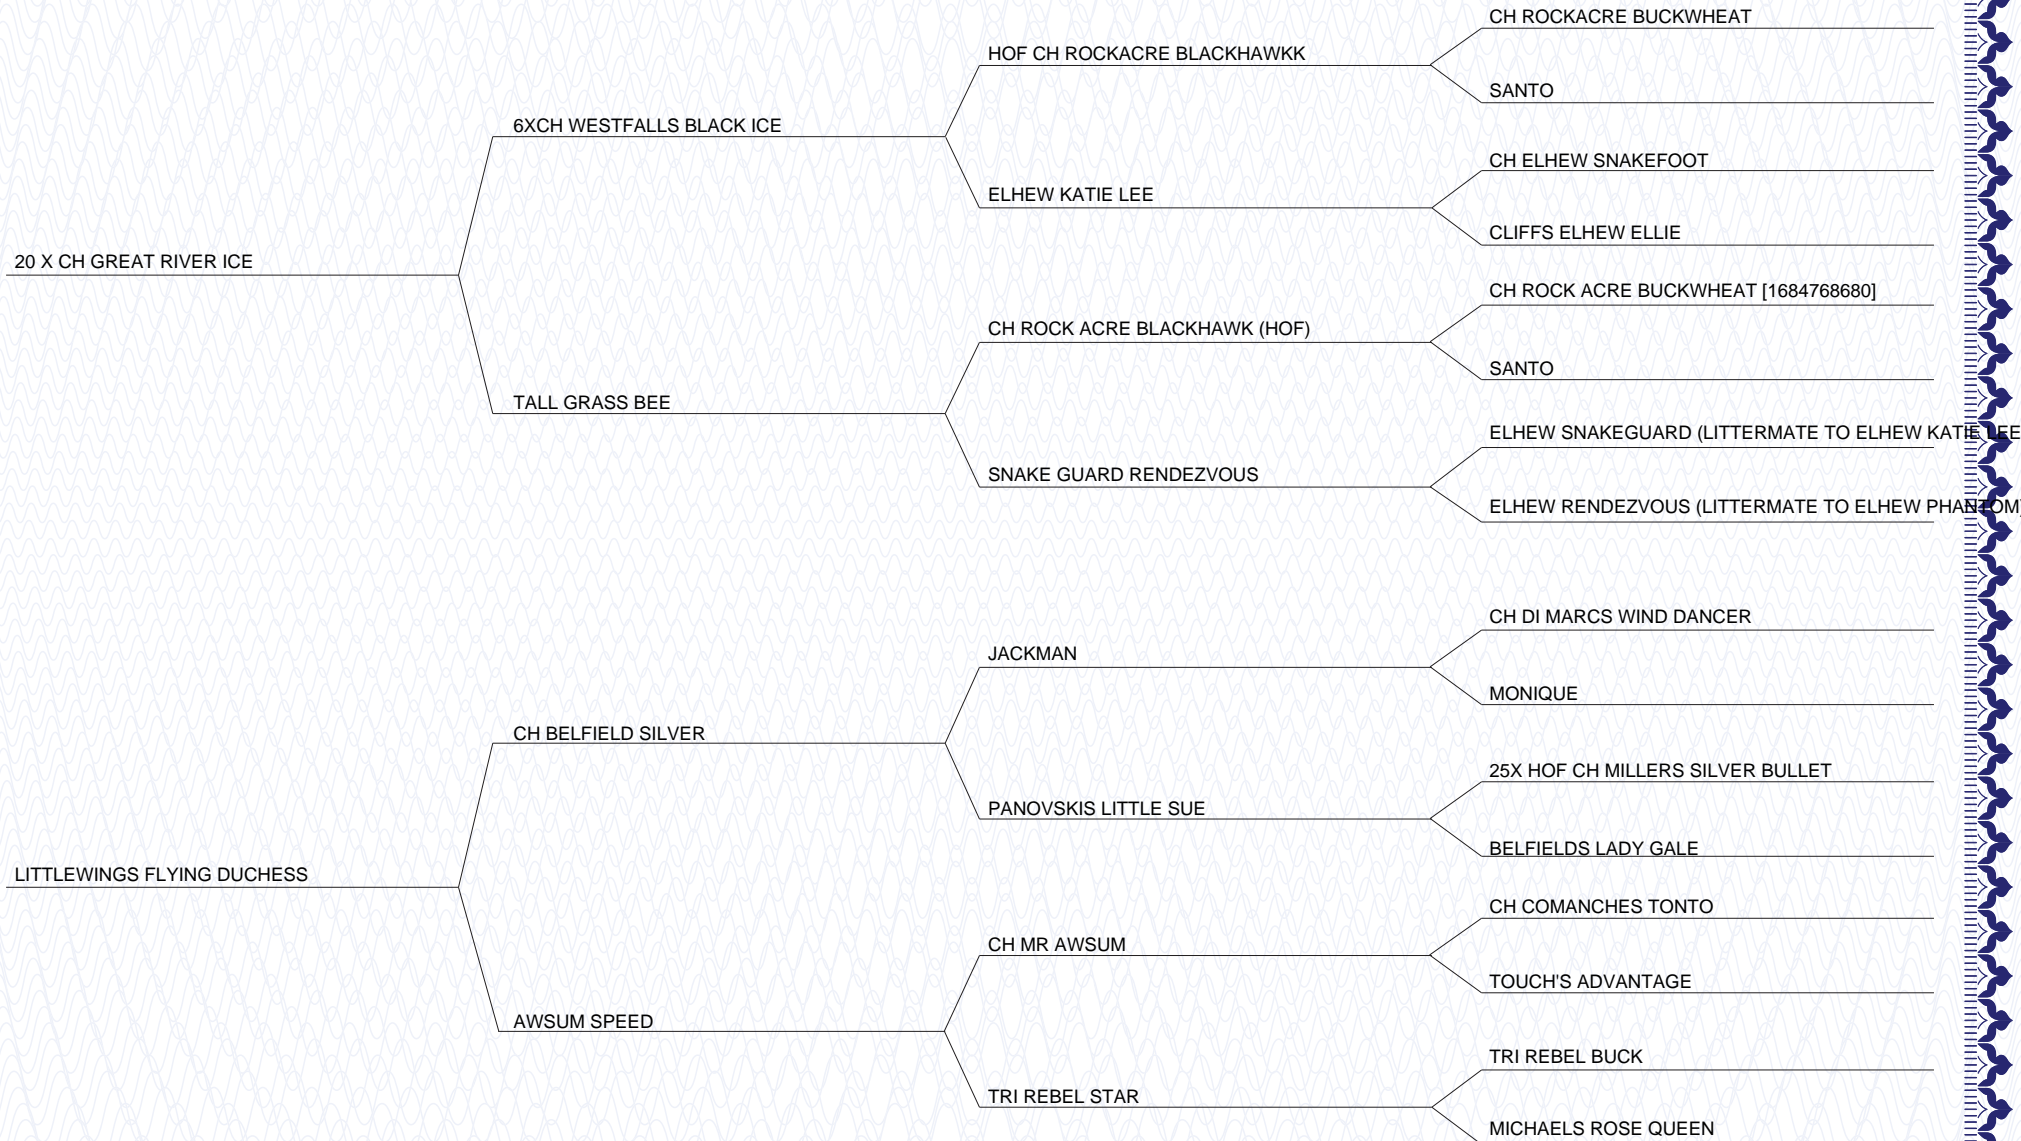 CH ROCKACRE BUCKWHEAT
HOF CH ROCKACRE BLACKHAWKK
SANTO
6XCH WESTFALLS BLACK ICE
CH ELHEW SNAKEFOOT
ELHEW KATIE LEE
CLIFFS ELHEW ELLIE
20 X CH GREAT RIVER ICE
CH ROCK ACRE BUCKWHEAT [1684768680]
CH ROCK ACRE BLACKHAWK (HOF)
SANTO
TALL GRASS BEE
ELHEW SNAKEGUARD (LITTERMATE TO ELHEW KATIE LEE
SNAKE GUARD RENDEZVOUS
ELHEW RENDEZVOUS (LITTERMATE TO ELHEW PHANTOM)
CH DI MARCS WIND DANCER
JACKMAN
MONIQUE
CH BELFIELD SILVER
25X HOF CH MILLERS SILVER BULLET
PANOVSKIS LITTLE SUE
BELFIELDS LADY GALE
LITTLEWINGS FLYING DUCHESS
CH COMANCHES TONTO
CH MR AWSUM
TOUCH'S ADVANTAGE
AWSUM SPEED
TRI REBEL BUCK
TRI REBEL STAR
MICHAELS ROSE QUEEN